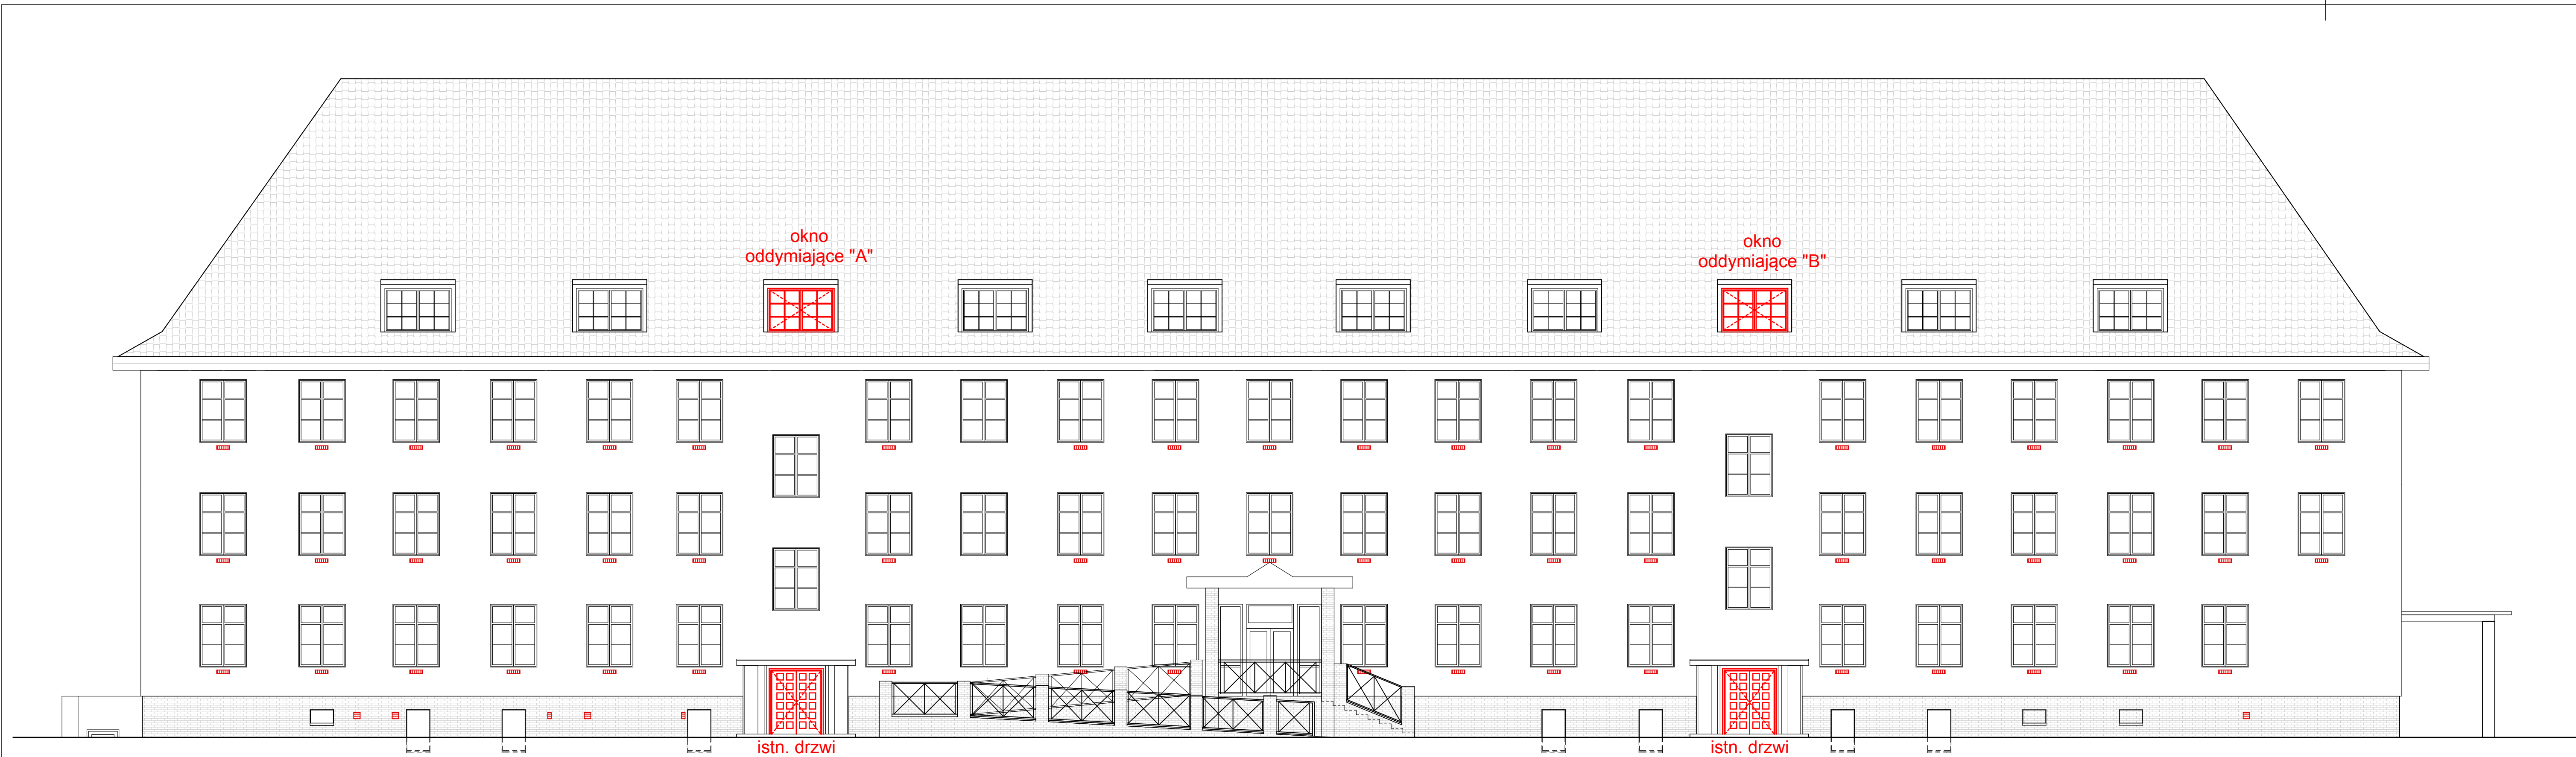 okno
oddymiające "A"
okno
oddymiające "B"
istn. drzwi
istn. drzwi